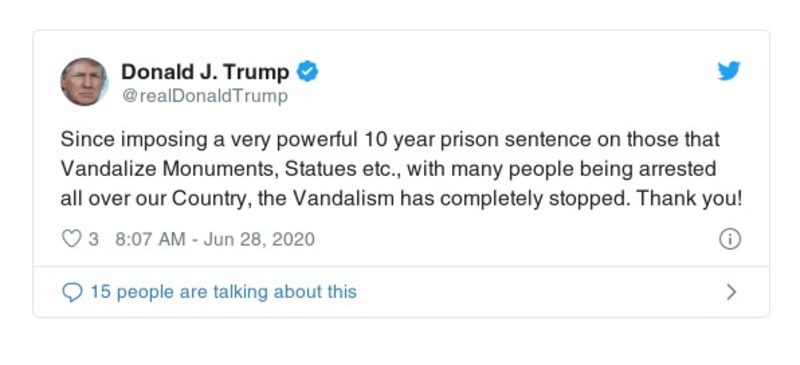 Donald J. Trump
@realDonaldTrump
Since imposing a very powerful 10 year prison sentence on those that
Vandalize Monuments, Statues etc., with many people being arrested
all over our Country, the Vandalism has completely stopped. Thank you!
3 8:07 AM - Jun 28, 2020
15 people are talking about this